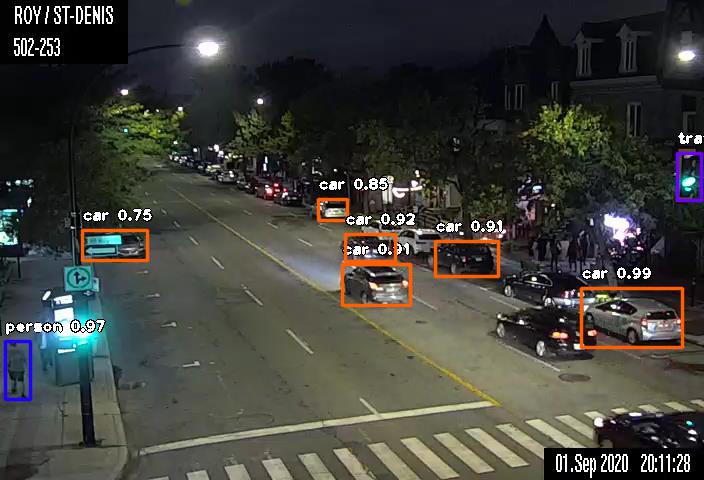 ROY / ST-DENIS
502-253
tra
car 0.85
car 0.75
car 0.92
car 0.91
car 0.91
car 0.99
person 0.97
01.Sep 2020 20:11:28